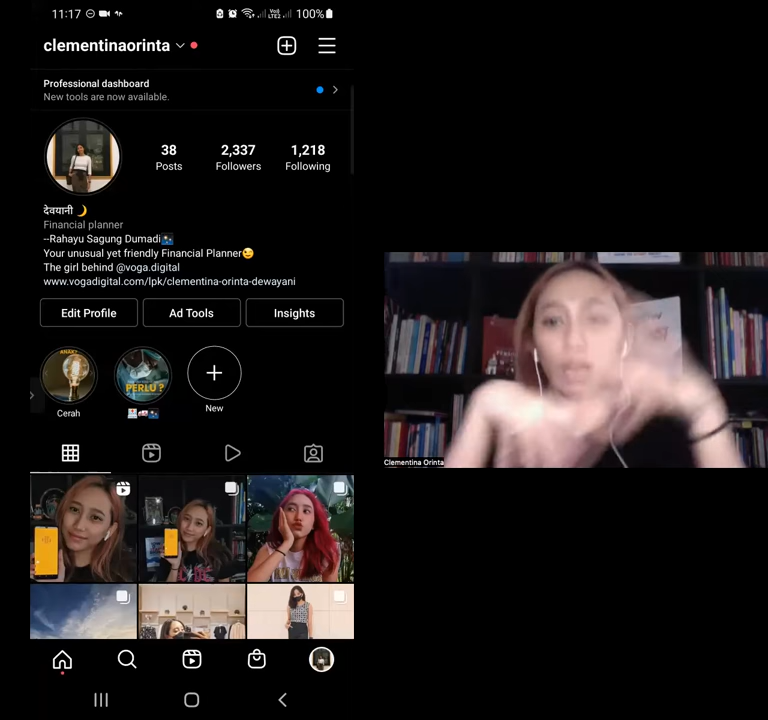 11:17
Vo))
LTE2
100%
clementinaorinta
Professional dashboard
New tools are now available.
38
Posts
2,337
Followers
1,218
Following
देवयानी 🌙
Financial planner
--Rahayu Sagung Dumadi🌃
Your unusual yet friendly Financial Planner😉
The girl behind @voga.digital
www.vogadigital.com/lpk/clementina-orinta-dewayani
Edit Profile
Ad Tools
Insights
PERLU ?
Cerah
New
Clementina Orinta